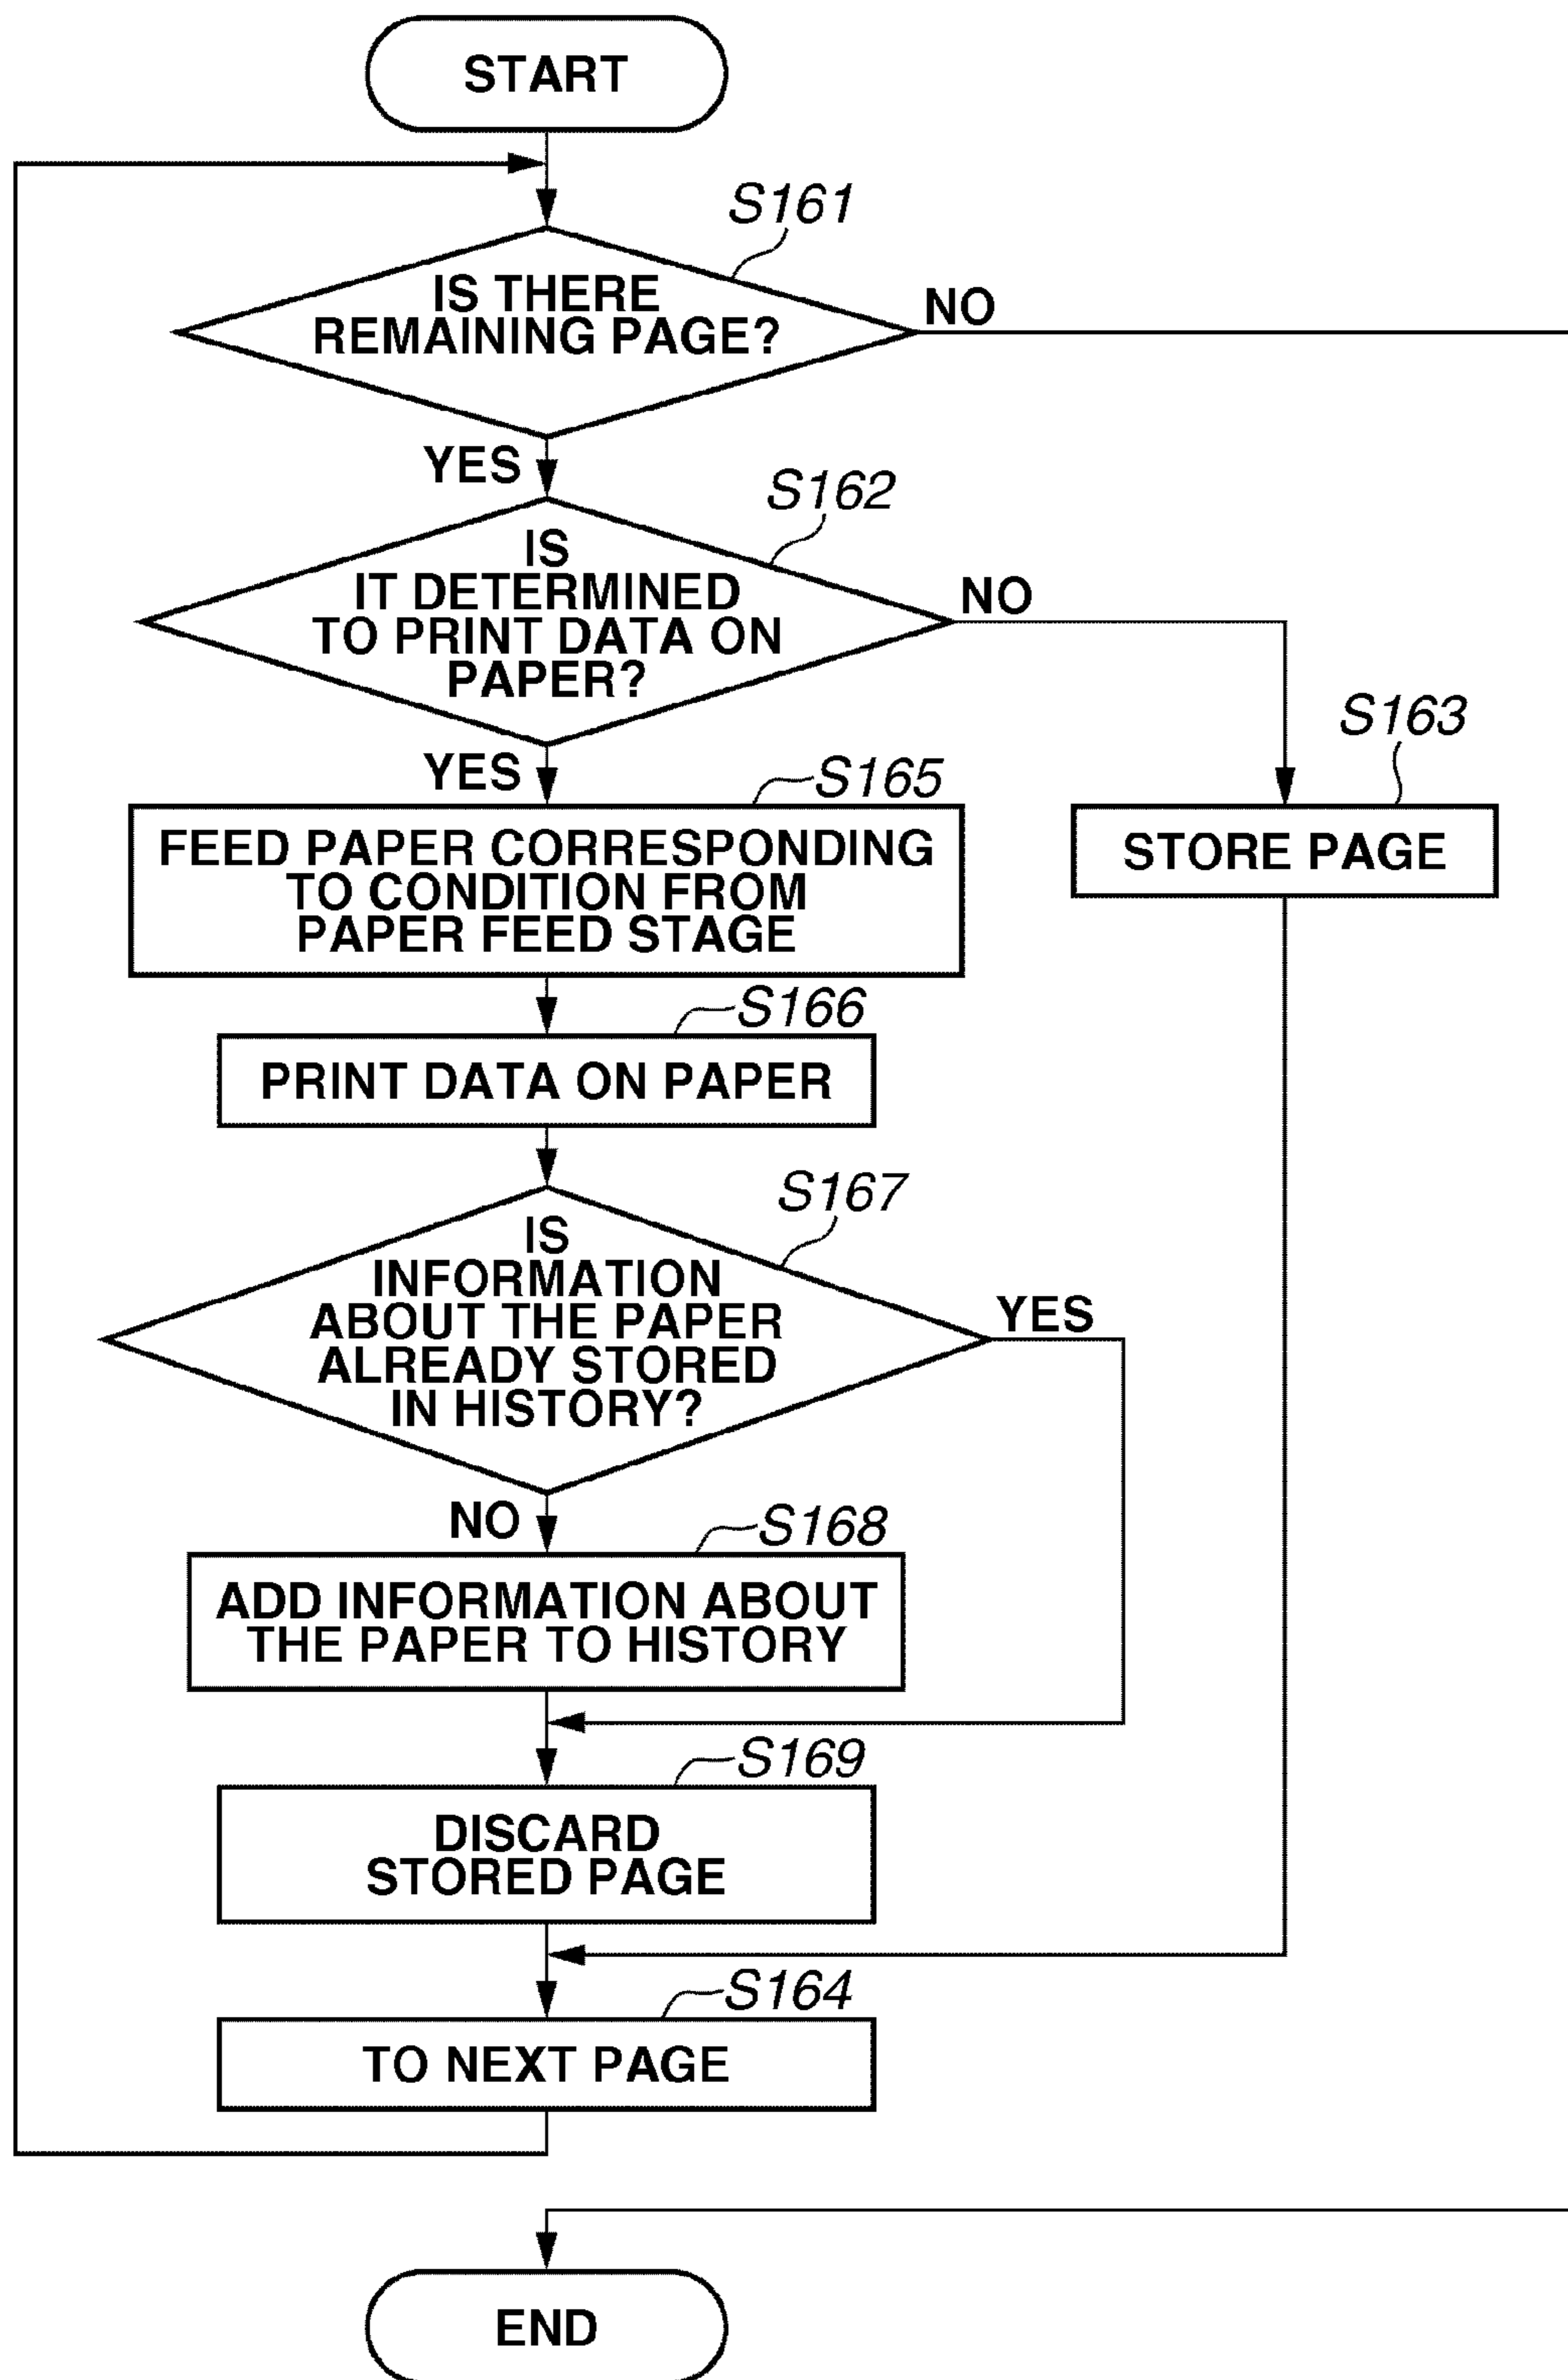 START
S161
IS THERE
REMAINING PAGE?
NO
YES
S162
IS
IT DETERMINED
TO PRINT DATA ON
PAPER?
NO
S163
STORE PAGE
YES
S165
FEED PAPER CORRESPONDING
TO CONDITION FROM
PAPER FEED STAGE
S166
PRINT DATA ON PAPER
S167
IS
INFORMATION
ABOUT THE PAPER
ALREADY STORED
IN HISTORY?
YES
NO
S168
ADD INFORMATION ABOUT
THE PAPER TO HISTORY
S169
DISCARD
STORED PAGE
S164
TO NEXT PAGE
END